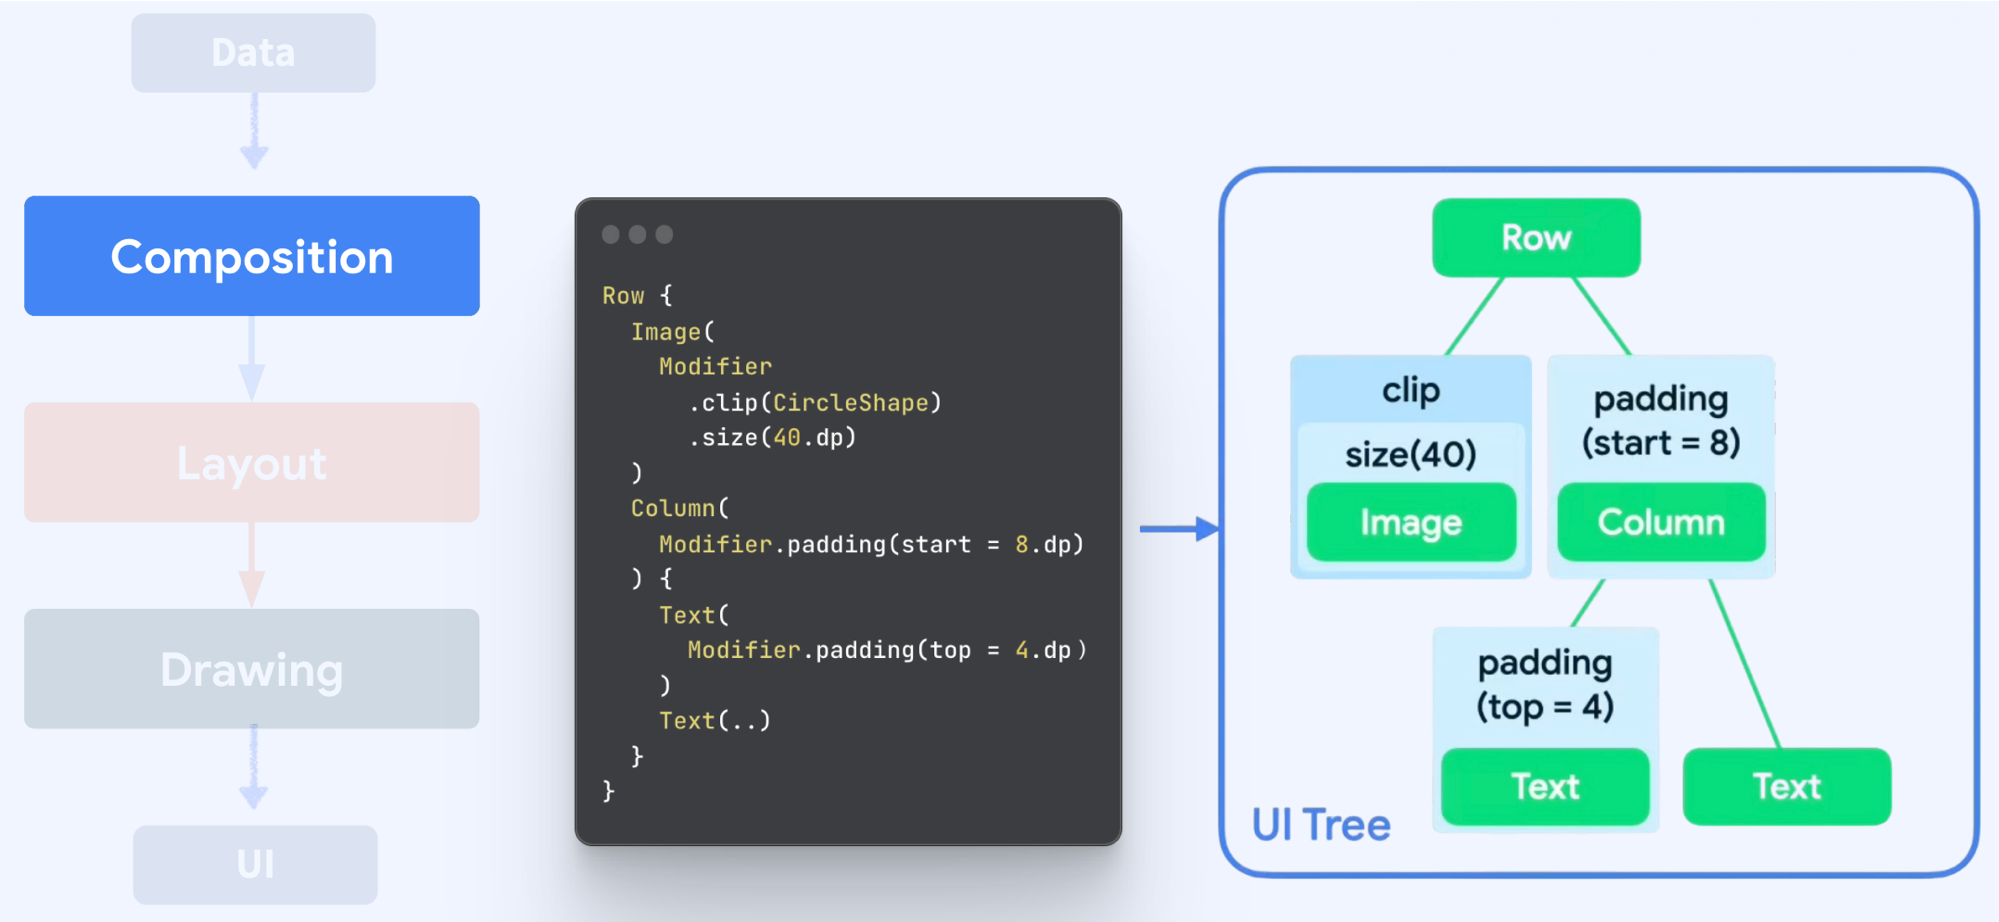 Data
Composition
Layout
Drawing
UI
Row {
  Image(
    Modifier
      .clip(CircleShape)
      .size(40.dp)
  )
  Column(
    Modifier.padding(start = 8.dp)
  ) {
    Text(
      Modifier.padding(top = 4.dp)
    )
    Text(..)
  }
}
Row
clip
size(40)
Image
padding
(start = 8)
Column
padding
(top = 4)
Text
Text
UI Tree